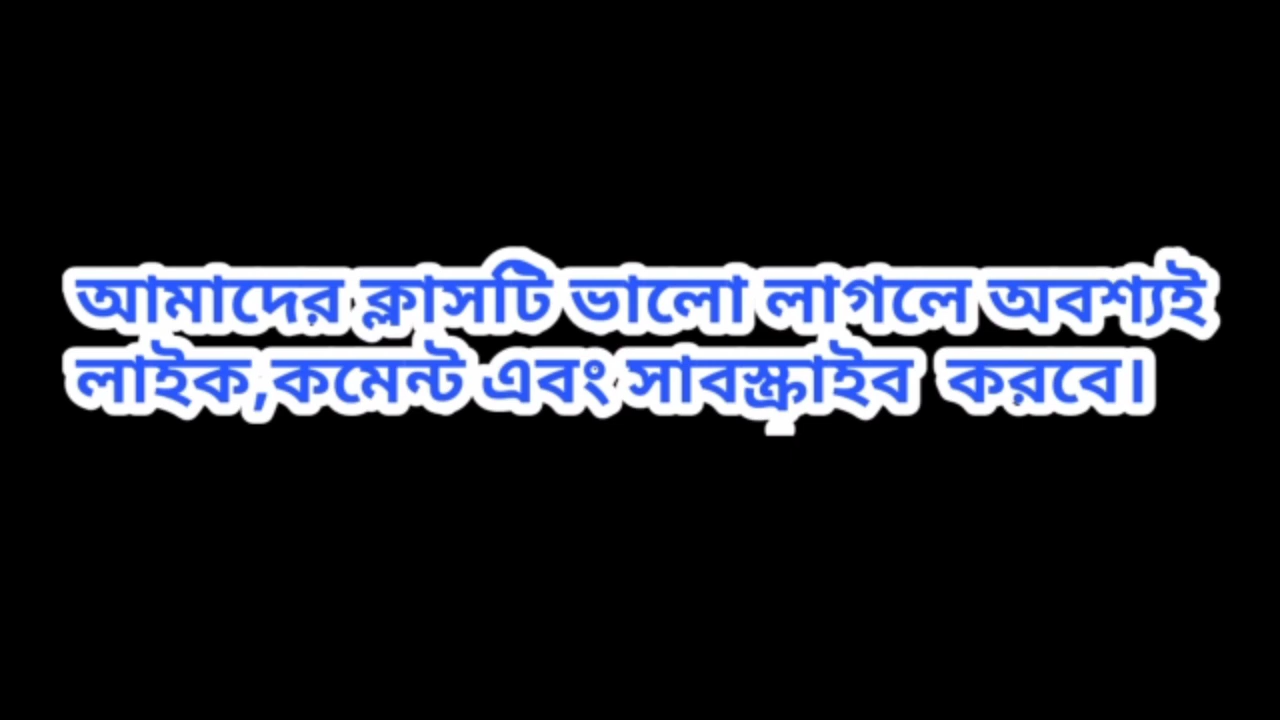 আমাদের ক্লাসটি ভালো লাগলে অবশ্যই
লাইক,কমেন্ট এবং সাবস্ক্রাইব করবে।